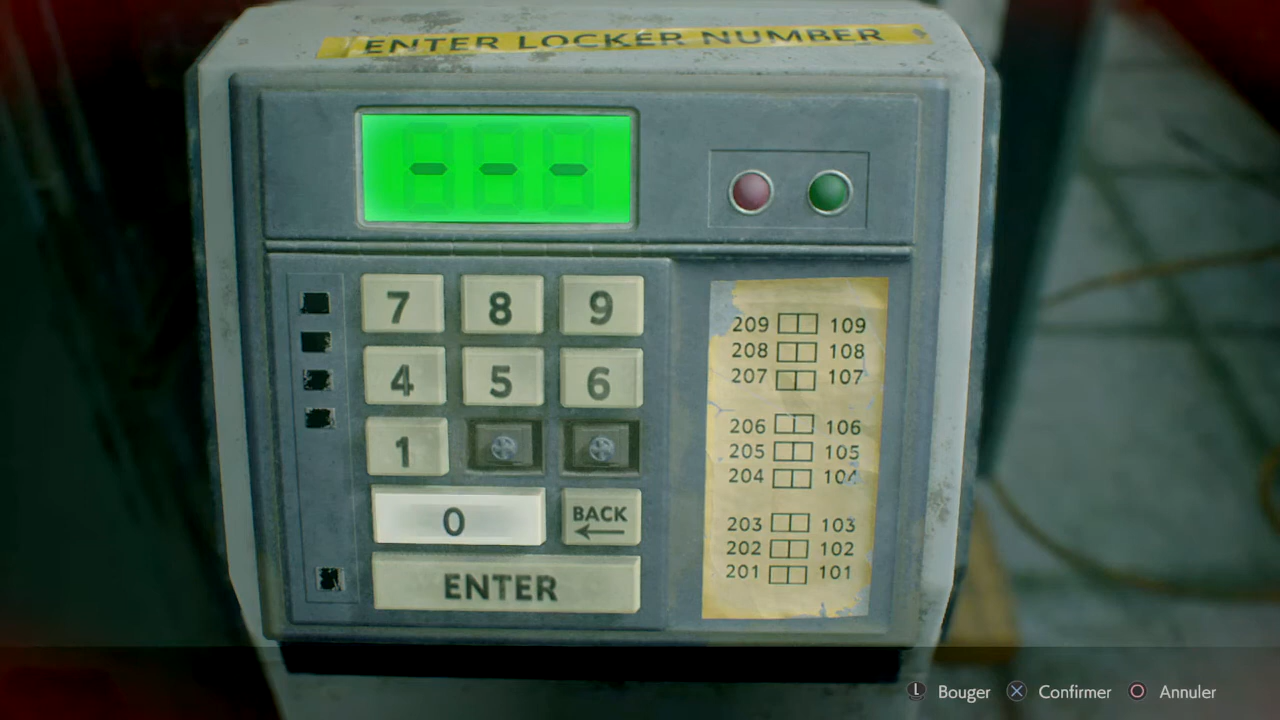 ENTER LOCKER NUMBER
- - -
7 8 9
4 5 6
1
0 BACK
ENTER
209 109
208 108
207 107
206 106
205 105
204 104
203 103
202 102
201 101
L Bouger Confirmer Annuler